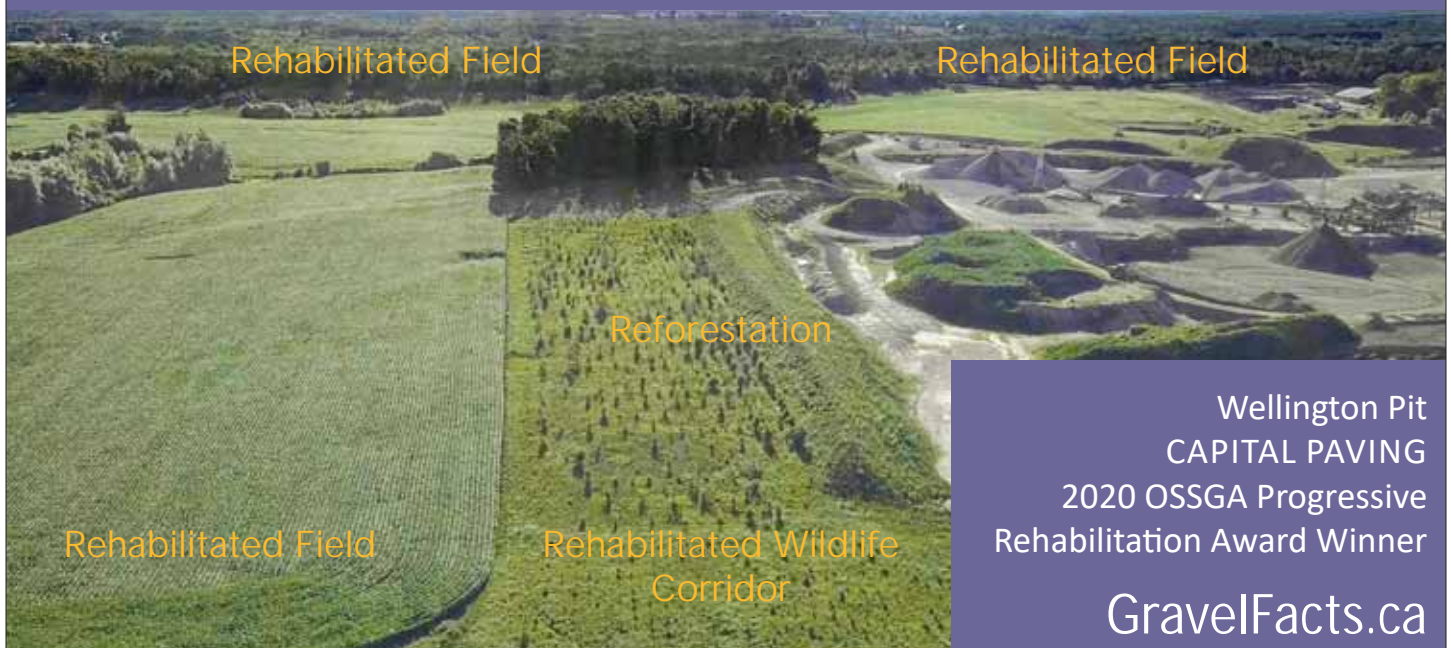 Rehabilitated Field
Rehabilitated Field
Reforestation
Rehabilitated Field
Rehabilitated Wildlife
Corridor
Wellington Pit
CAPITAL PAVING
2020 OSSGA Progressive
Rehabilitation Award Winner
GravelFacts.ca